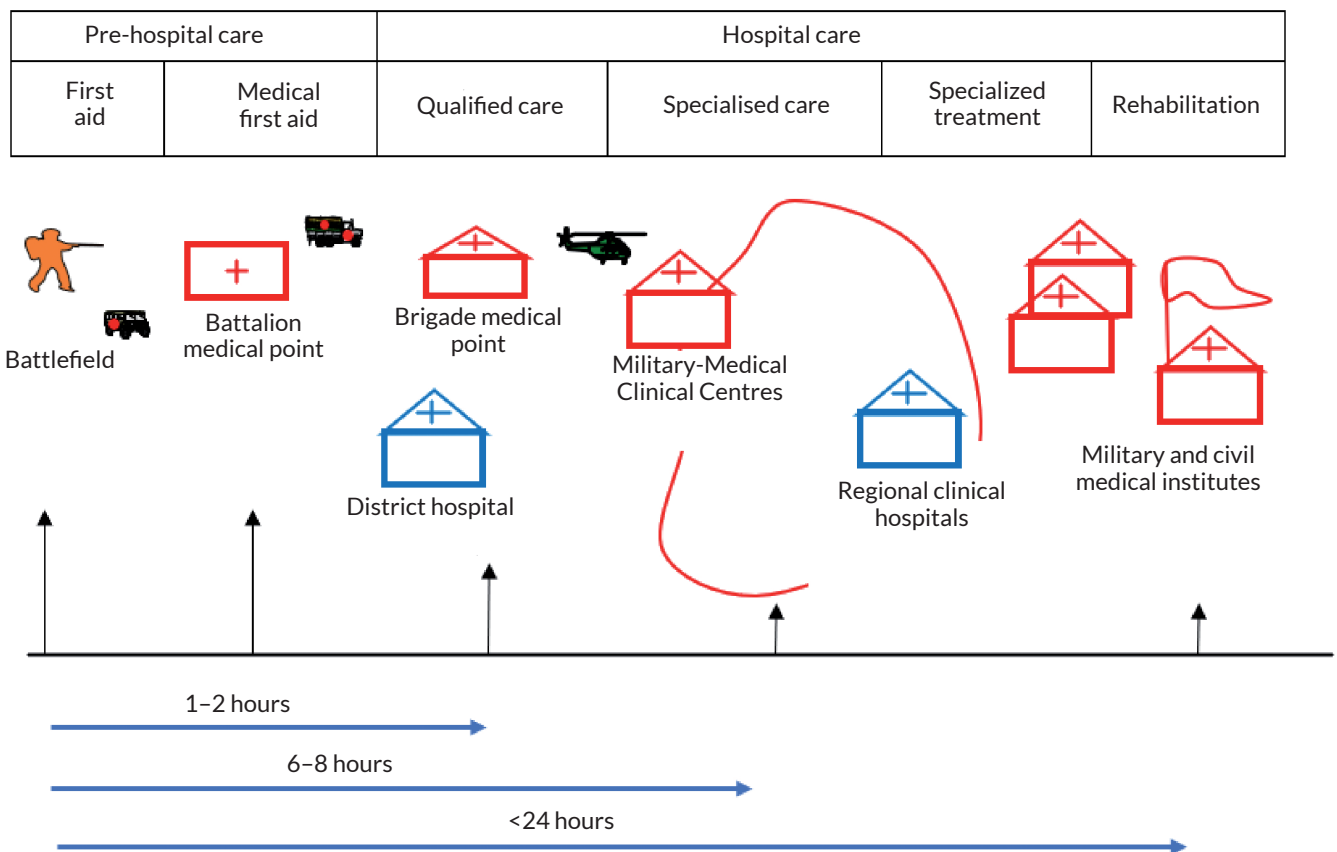 Pre-hospital care
Hospital care
First
aid
Medical
first aid
Qualified care
Specialised care
Specialized
treatment
Rehabilitation
Battlefield
Battalion
medical point
Brigade medical
point
Military-Medical
Clinical Centres
District hospital
Regional clinical
hospitals
Military and civil
medical institutes
1–2 hours
6–8 hours
<24 hours